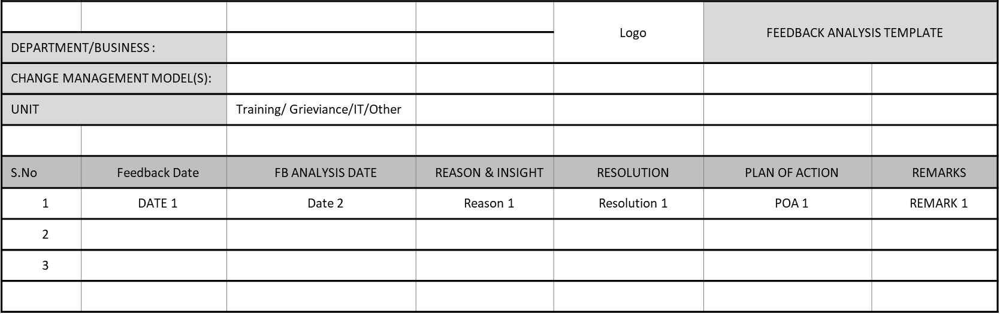 Logo
FEEDBACK ANALYSIS TEMPLATE
DEPARTMENT/BUSINESS :
CHANGE MANAGEMENT MODEL(S):
UNIT Training/ Grieviance/IT/Other
S.No Feedback Date FB ANALYSIS DATE REASON & INSIGHT RESOLUTION PLAN OF ACTION REMARKS
1 DATE 1 Date 2 Reason 1 Resolution 1 POA 1 REMARK 1
2
3